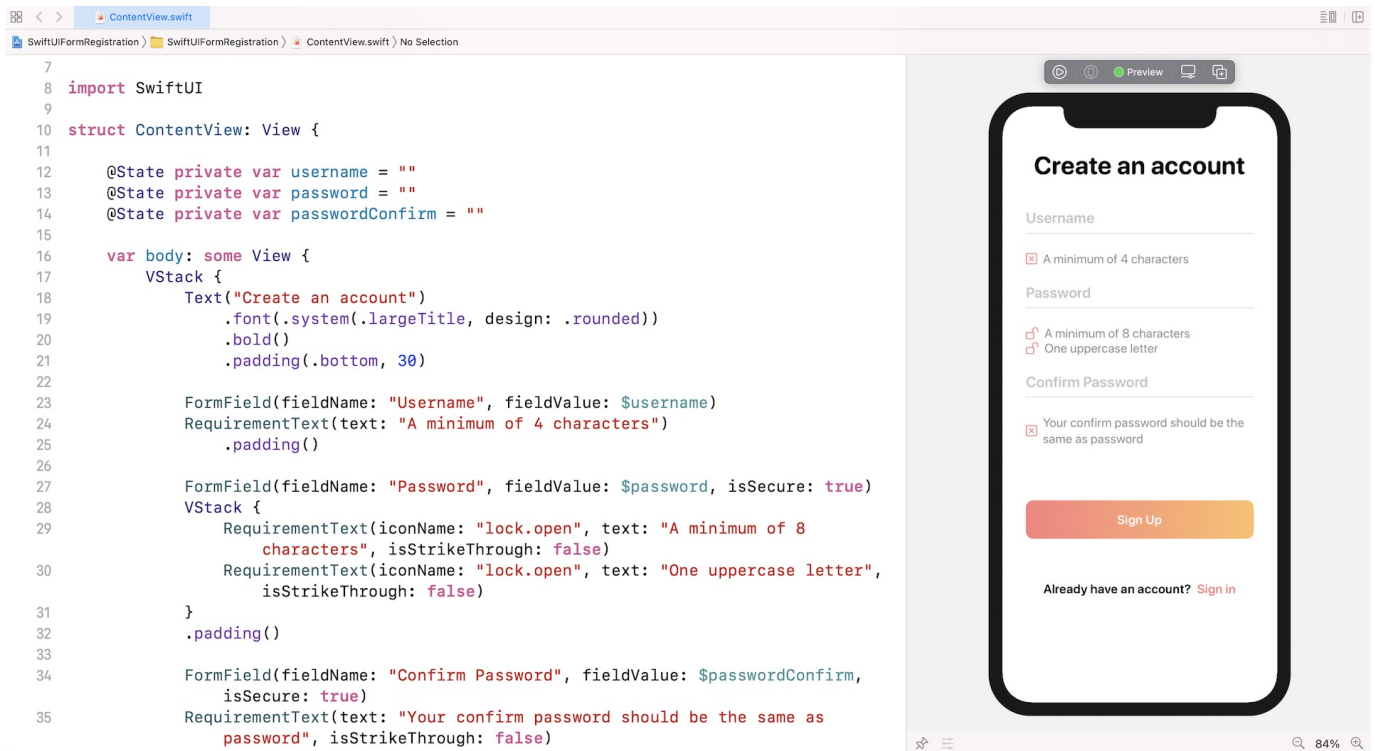 ContentView.swift
SwiftUIFormRegistration
SwiftUIFormRegistration
ContentView.swift
No Selection
7
8 import SwiftUI
9
10 struct ContentView: View {
11
12 @State private var username = ""
13 @State private var password = ""
14 @State private var passwordConfirm = ""
15
16 var body: some View {
17 VStack {
18 Text("Create an account")
19 .font(.system(.largeTitle, design: .rounded))
20 .bold()
21 .padding(.bottom, 30)
22
23 FormField(fieldName: "Username", fieldValue: $username)
24 RequirementText(text: "A minimum of 4 characters")
25 .padding()
26
27 FormField(fieldName: "Password", fieldValue: $password, isSecure: true)
28 VStack {
29 RequirementText(iconName: "lock.open", text: "A minimum of 8
characters", isStrikeThrough: false)
30 RequirementText(iconName: "lock.open", text: "One uppercase letter",
isStrikeThrough: false)
31 }
32 .padding()
33
34 FormField(fieldName: "Confirm Password", fieldValue: $passwordConfirm,
isSecure: true)
35 RequirementText(text: "Your confirm password should be the same as
password", isStrikeThrough: false)
Preview
Create an account
Username
A minimum of 4 characters
Password
A minimum of 8 characters
One uppercase letter
Confirm Password
Your confirm password should be the
same as password
Sign Up
Already have an account? Sign in
84%